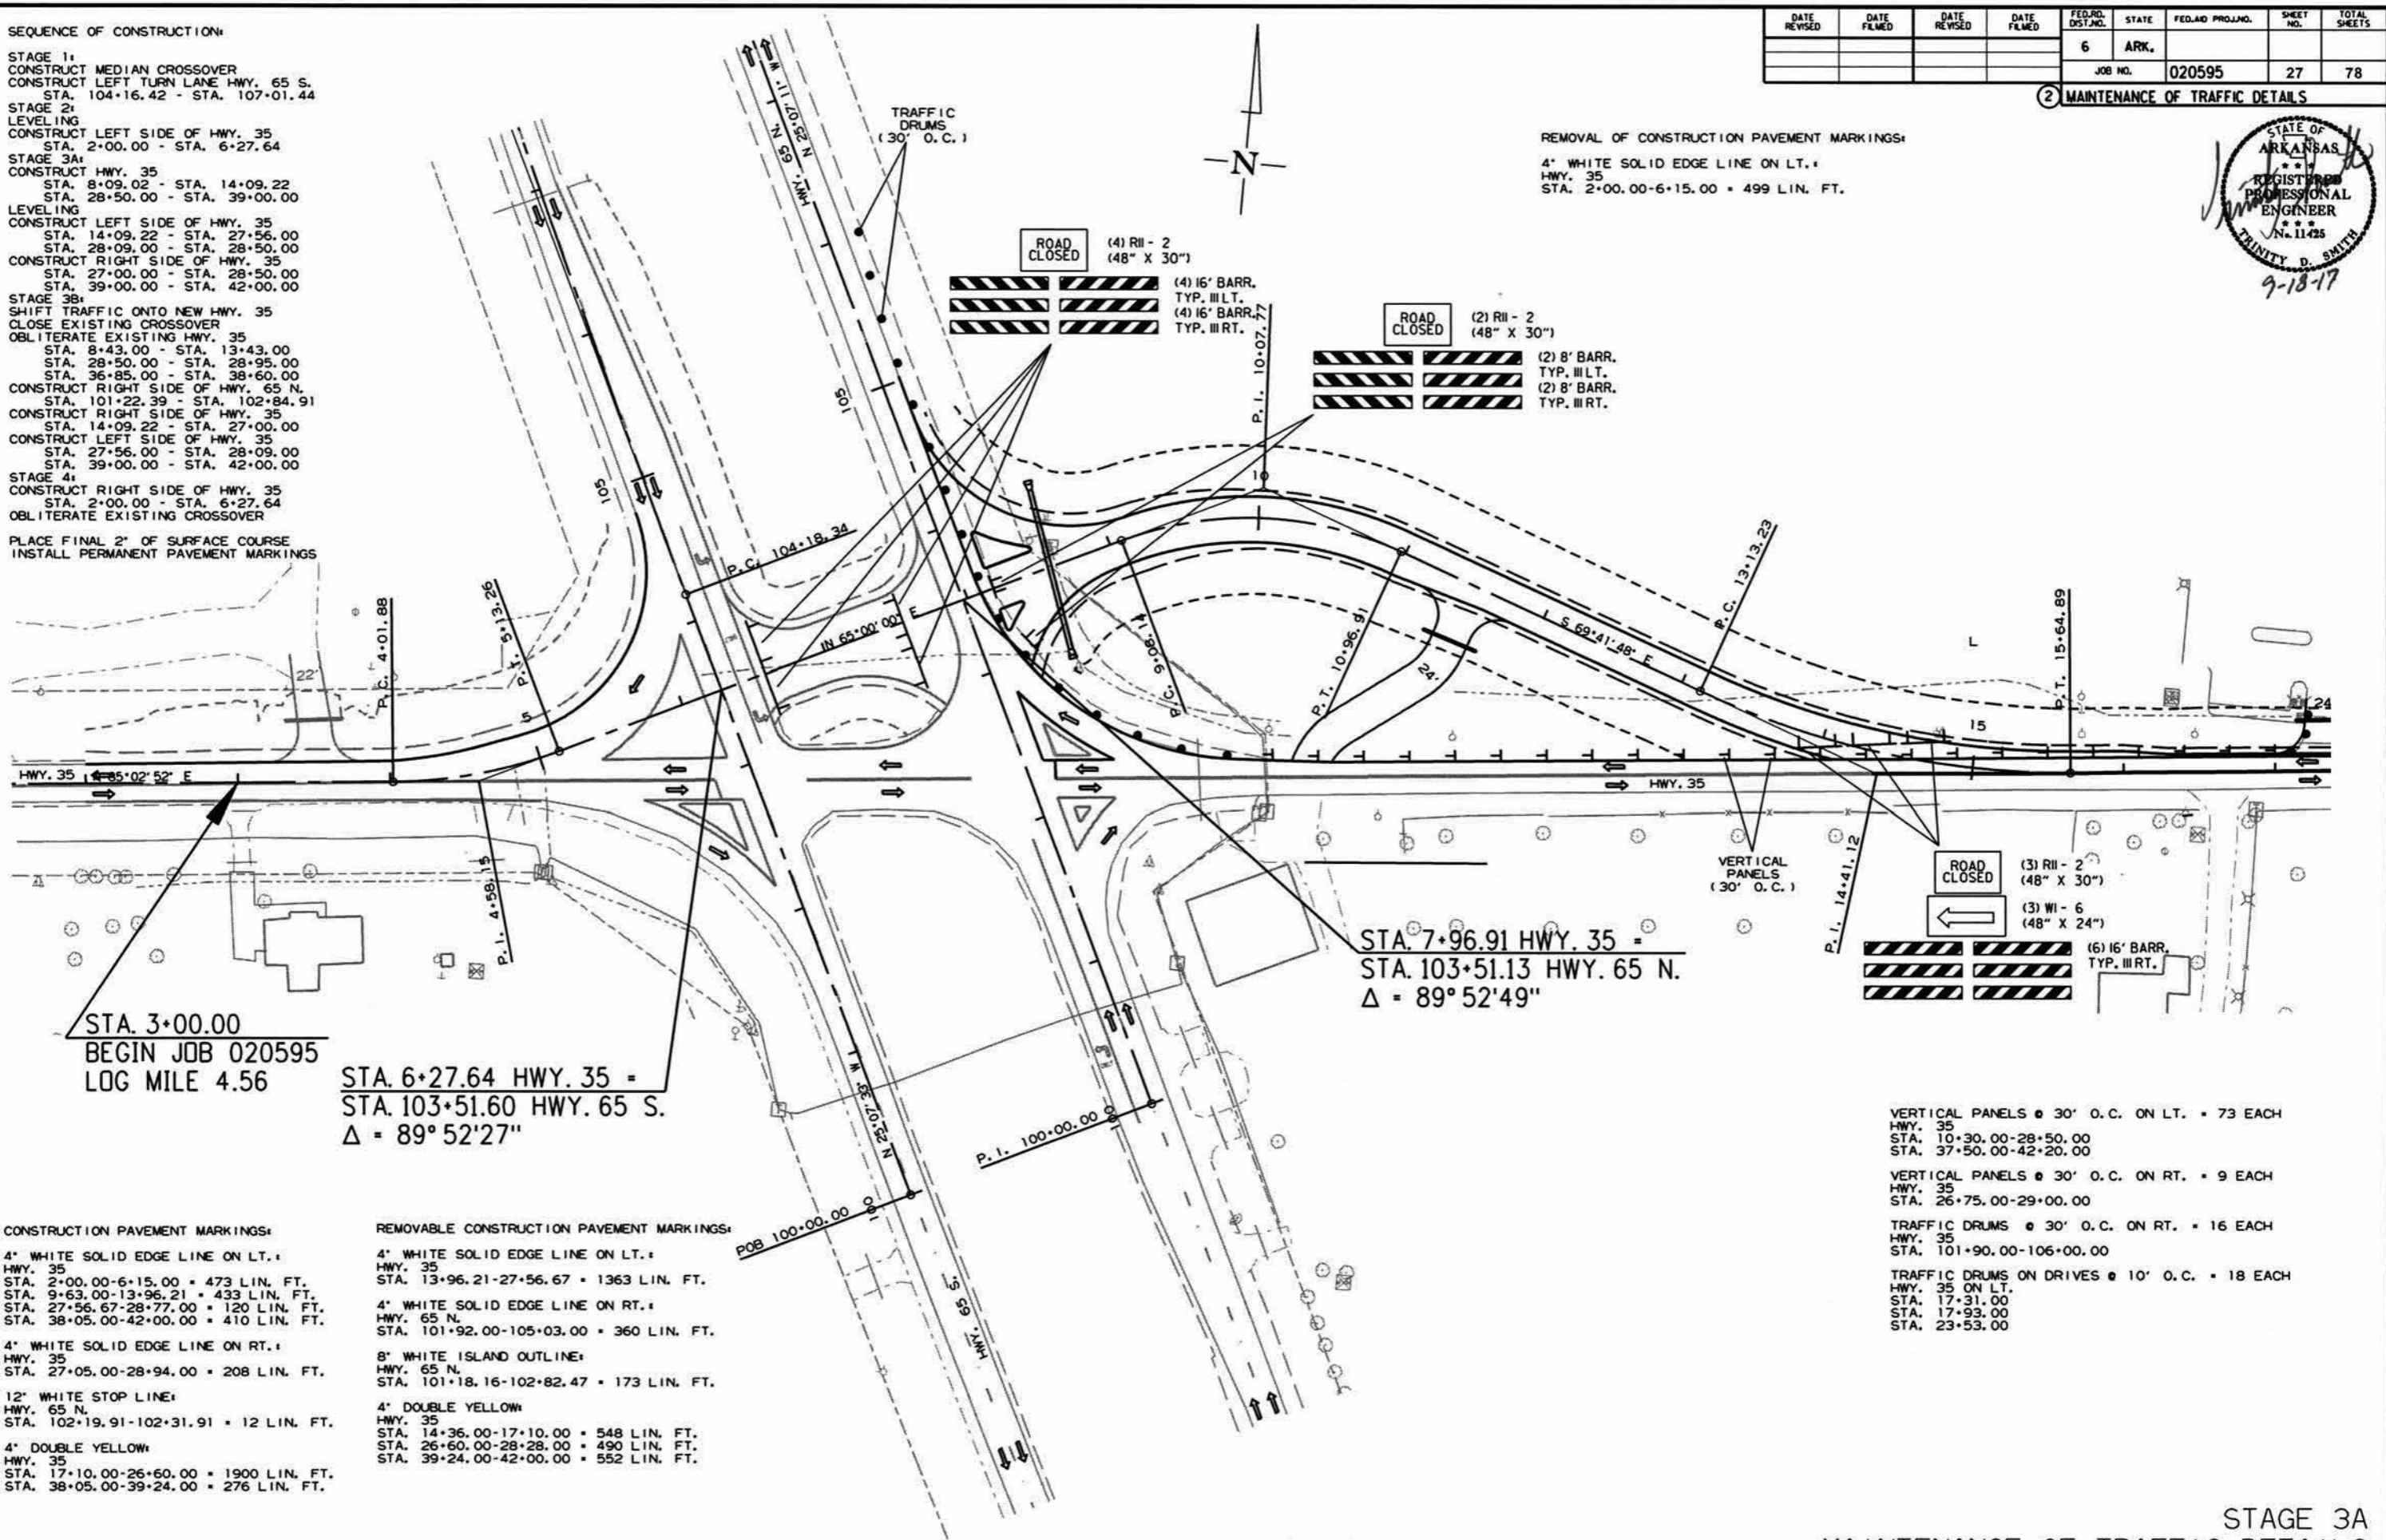 SEQUENCE OF CONSTRUCTION:
STAGE 1:
CONSTRUCT MEDIAN CROSSOVER
CONSTRUCT LEFT TURN LANE HWY. 65 S.
STA. 104+16.42 - STA. 107+01.44
STAGE 2:
LEVELING
CONSTRUCT LEFT SIDE OF HWY. 35
STA. 2+00.00 - STA. 6+27.64
STAGE 3A:
CONSTRUCT HWY. 35
STA. 8+09.02 - STA. 14+09.22
STA. 28+50.00 - STA. 39+00.00
LEVELING
CONSTRUCT LEFT SIDE OF HWY. 35
STA. 14+09.22 - STA. 27+56.00
STA. 28+09.00 - STA. 28+50.00
CONSTRUCT RIGHT SIDE OF HWY. 35
STA. 27+00.00 - STA. 28+50.00
STA. 39+00.00 - STA. 42+00.00
STAGE 3B:
SHIFT TRAFFIC ONTO NEW HWY. 35
CLOSE EXISTING CROSSOVER
OBLITERATE EXISTING HWY. 35
STA. 8+43.00 - STA. 13+43.00
STA. 28+50.00 - STA. 28+95.00
STA. 36+85.00 - STA. 38+60.00
CONSTRUCT RIGHT SIDE OF HWY. 65 N.
STA. 101+22.39 - STA. 102+84.91
CONSTRUCT RIGHT SIDE OF HWY. 35
STA. 14+09.22 - STA. 27+00.00
CONSTRUCT LEFT SIDE OF HWY. 35
STA. 27+56.00 - STA. 28+09.00
STA. 39+00.00 - STA. 42+00.00
STAGE 4:
CONSTRUCT RIGHT SIDE OF HWY. 35
STA. 2+00.00 - STA. 6+27.64
OBLITERATE EXISTING CROSSOVER
PLACE FINAL 2" OF SURFACE COURSE
INSTALL PERMANENT PAVEMENT MARKINGS
DATE REVISED
DATE FILMED
DATE REVISED
DATE FILMED
FED.RD. DIST.NO.
STATE
FED.AID PROJ.NO.
SHEET NO.
TOTAL SHEETS
6
ARK.
JOB NO.
020595
27
78
2 MAINTENANCE OF TRAFFIC DETAILS
STATE OF
ARKANSAS
REGISTERED
PROFESSIONAL
ENGINEER
No. 11425
TRINITY D. SMITH
9-18-17
REMOVAL OF CONSTRUCTION PAVEMENT MARKINGS:
4" WHITE SOLID EDGE LINE ON LT.:
HWY. 35
STA. 2+00.00-6+15.00 = 499 LIN. FT.
N
TRAFFIC
DRUMS
(30' O.C.)
HWY. 65 N.
N 25°07'11" W
ROAD CLOSED
(4) R11-2
(48" X 30")
(4) 16' BARR.
TYP. III LT.
(4) 16' BARR.
TYP. III RT.
ROAD CLOSED
(2) R11-2
(48" X 30")
(2) 8' BARR.
TYP. III LT.
(2) 8' BARR.
TYP. III RT.
P.I. 10+07.77
105
105
10
P.C. 104+18.34
P.C. 4+01.88
P.T. 5+13.26
22'
5
P.C. 9+08.14
P.T. 10+96.91
24'
S 69°41'48" E
P.C. 13+13.23
L
15
P.T. 15+64.89
24
HWY. 35
85°02'52" E
HWY. 35
P.I. 4+58.15
VERTICAL
PANELS
(30' O.C.)
P.I. 14+41.12
ROAD CLOSED
(3) R11-2
(48" X 30")
(3) W1-6
(48" X 24")
(6) 16' BARR.
TYP. III RT.
STA. 3+00.00
BEGIN JOB 020595
LOG MILE 4.56
STA. 6+27.64 HWY. 35 =
STA. 103+51.60 HWY. 65 S.
Δ = 89°52'27"
STA. 7+96.91 HWY. 35 =
STA. 103+51.13 HWY. 65 N.
Δ = 89°52'49"
N 25°07'33" W
P.I. 100+00.00
100
POB 100+00.00
100
HWY. 65 S.
CONSTRUCTION PAVEMENT MARKINGS:
4" WHITE SOLID EDGE LINE ON LT.:
HWY. 35
STA. 2+00.00-6+15.00 = 473 LIN. FT.
STA. 9+63.00-13+96.21 = 433 LIN. FT.
STA. 27+56.67-28+77.00 = 120 LIN. FT.
STA. 38+05.00-42+00.00 = 410 LIN. FT.
4" WHITE SOLID EDGE LINE ON RT.:
HWY. 35
STA. 27+05.00-28+94.00 = 208 LIN. FT.
12" WHITE STOP LINE:
HWY. 65 N.
STA. 102+19.91-102+31.91 = 12 LIN. FT.
4" DOUBLE YELLOW:
HWY. 35
STA. 17+10.00-26+60.00 = 1900 LIN. FT.
STA. 38+05.00-39+24.00 = 276 LIN. FT.
REMOVABLE CONSTRUCTION PAVEMENT MARKINGS:
4" WHITE SOLID EDGE LINE ON LT.:
HWY. 35
STA. 13+96.21-27+56.67 = 1363 LIN. FT.
4" WHITE SOLID EDGE LINE ON RT.:
HWY. 65 N.
STA. 101+92.00-105+03.00 = 360 LIN. FT.
8" WHITE ISLAND OUTLINE:
HWY. 65 N.
STA. 101+18.16-102+82.47 = 173 LIN. FT.
4" DOUBLE YELLOW:
HWY. 35
STA. 14+36.00-17+10.00 = 548 LIN. FT.
STA. 26+60.00-28+28.00 = 490 LIN. FT.
STA. 39+24.00-42+00.00 = 552 LIN. FT.
VERTICAL PANELS @ 30' O.C. ON LT. = 73 EACH
HWY. 35
STA. 10+30.00-28+50.00
STA. 37+50.00-42+20.00
VERTICAL PANELS @ 30' O.C. ON RT. = 9 EACH
HWY. 35
STA. 26+75.00-29+00.00
TRAFFIC DRUMS @ 30' O.C. ON RT. = 16 EACH
HWY. 35
STA. 101+90.00-106+00.00
TRAFFIC DRUMS ON DRIVES @ 10' O.C. = 18 EACH
HWY. 35 ON LT.
STA. 17+31.00
STA. 17+93.00
STA. 23+53.00
STAGE 3A